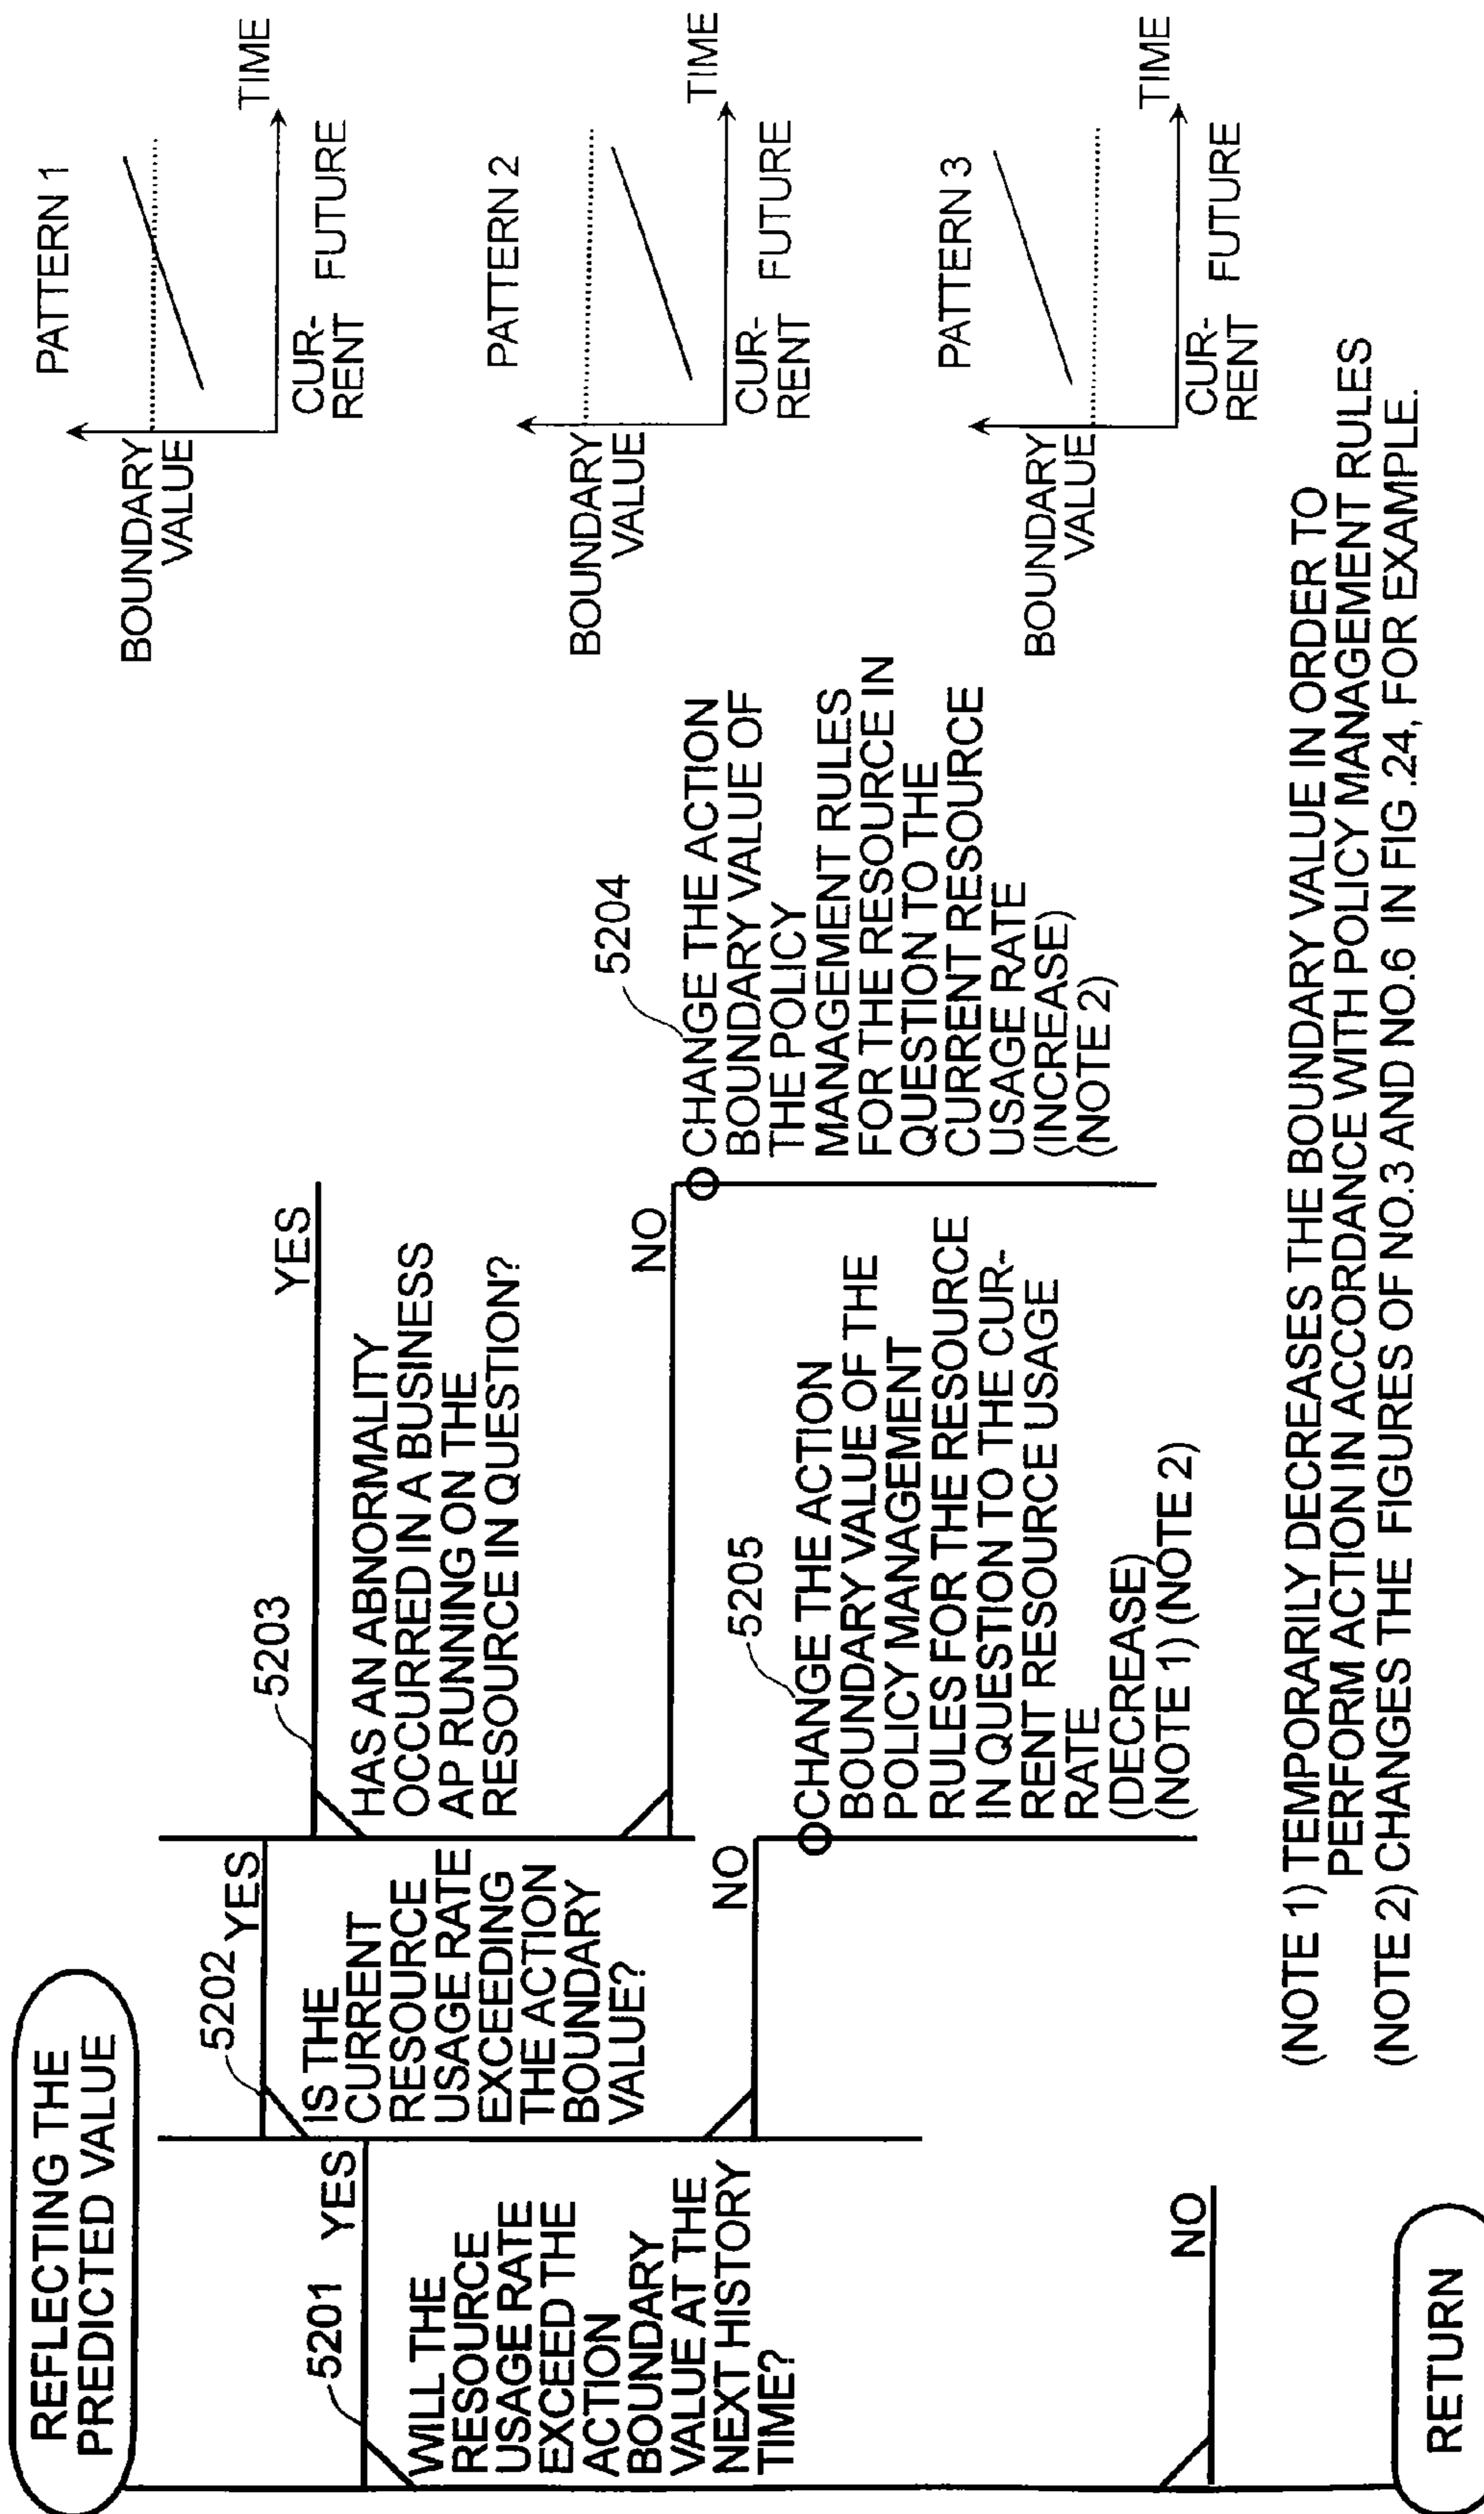 REFLECTING THE
PREDICTED VALUE
5201
YES
WILL THE
RESOURCE
USAGE RATE
EXCEED THE
ACTION
BOUNDARY
VALUE AT THE
NEXT HISTORY
TIME?
NO
RETURN
5202
YES
IS THE
CURRENT
RESOURCE
USAGE RATE
EXCEEDING
THE ACTION
BOUNDARY
VALUE?
NO
5203
YES
HAS AN ABNORMALITY
OCCURRED IN A BUSINESS
AP RUNNING ON THE
RESOURCE IN QUESTION?
NO
5204
CHANGE THE ACTION
BOUNDARY VALUE OF
THE POLICY
MANAGEMENT RULES
FOR THE RESOURCE IN
QUESTION TO THE
CURRENT RESOURCE
USAGE RATE
(INCREASE)
(NOTE 2)
5205
CHANGE THE ACTION
BOUNDARY VALUE OF THE
POLICY MANAGEMENT
RULES FOR THE RESOURCE
IN QUESTION TO THE CUR-
RENT RESOURCE USAGE
RATE
(DECREASE)
(NOTE 1) (NOTE 2)
PATTERN 1
BOUNDARY
VALUE
TIME
CUR-
RENT
FUTURE
PATTERN 2
BOUNDARY
VALUE
TIME
CUR-
RENT
FUTURE
PATTERN 3
BOUNDARY
VALUE
TIME
CUR-
RENT
FUTURE
(NOTE 1) TEMPORARILY DECREASES THE BOUNDARY VALUE IN ORDER TO
PERFORM ACTION IN ACCORDANCE WITH POLICY MANAGEMENT RULES
(NOTE 2) CHANGES THE FIGURES OF NO.3 AND NO.6 IN FIG .24, FOR EXAMPLE.